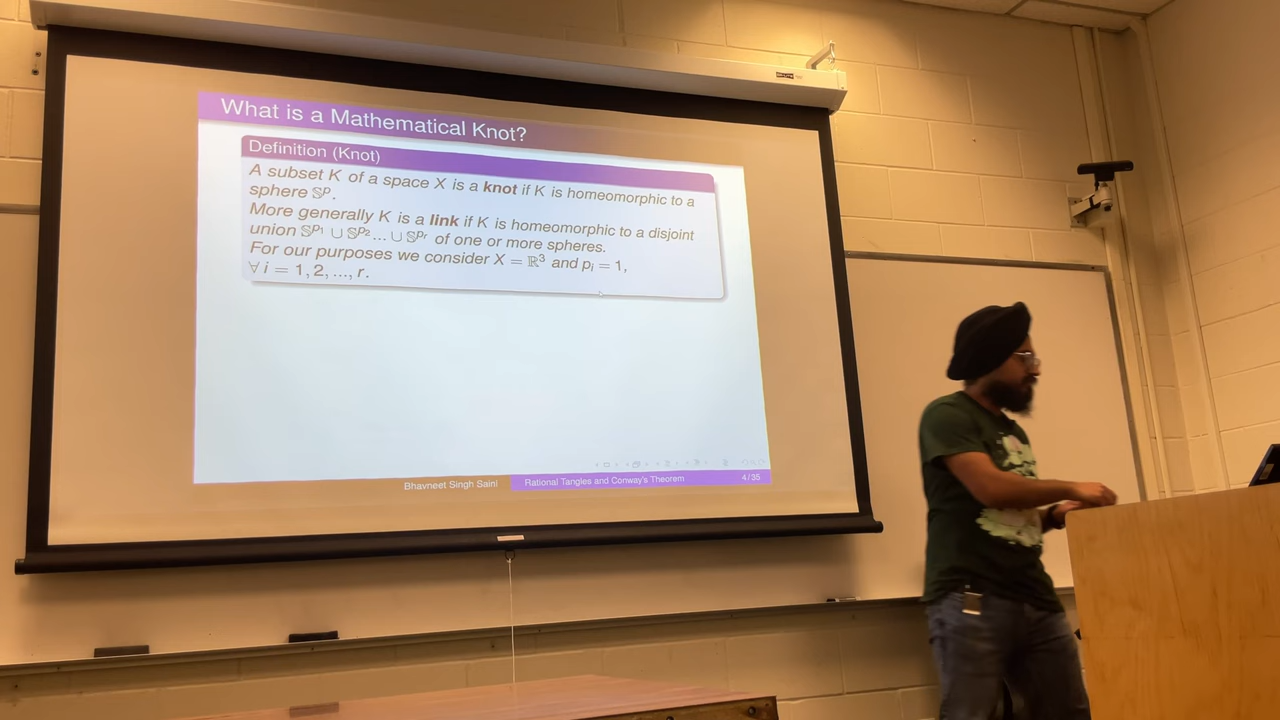 What is a Mathematical Knot?
Definition (Knot)
A subset K of a space X is a knot if K is homeomorphic to a
sphere 𝕊ᵖ.
More generally K is a link if K is homeomorphic to a disjoint
union 𝕊ᵖ¹ ∪ 𝕊ᵖ² ... ∪ 𝕊ᵖʳ of one or more spheres.
For our purposes we consider X = ℝ³ and pᵢ = 1,
∀ i = 1, 2, ..., r.
Bhavneet Singh Saini
Rational Tangles and Conway's Theorem
4/35